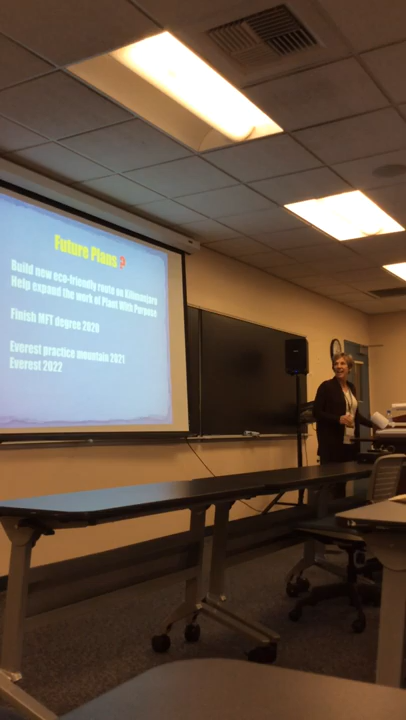 Future Plans?
Build new eco-friendly route on Kilimanjaro
Help expand the work of Plant With Purpose
Finish MFT degree 2020
Everest practice mountain 2021
Everest 2022